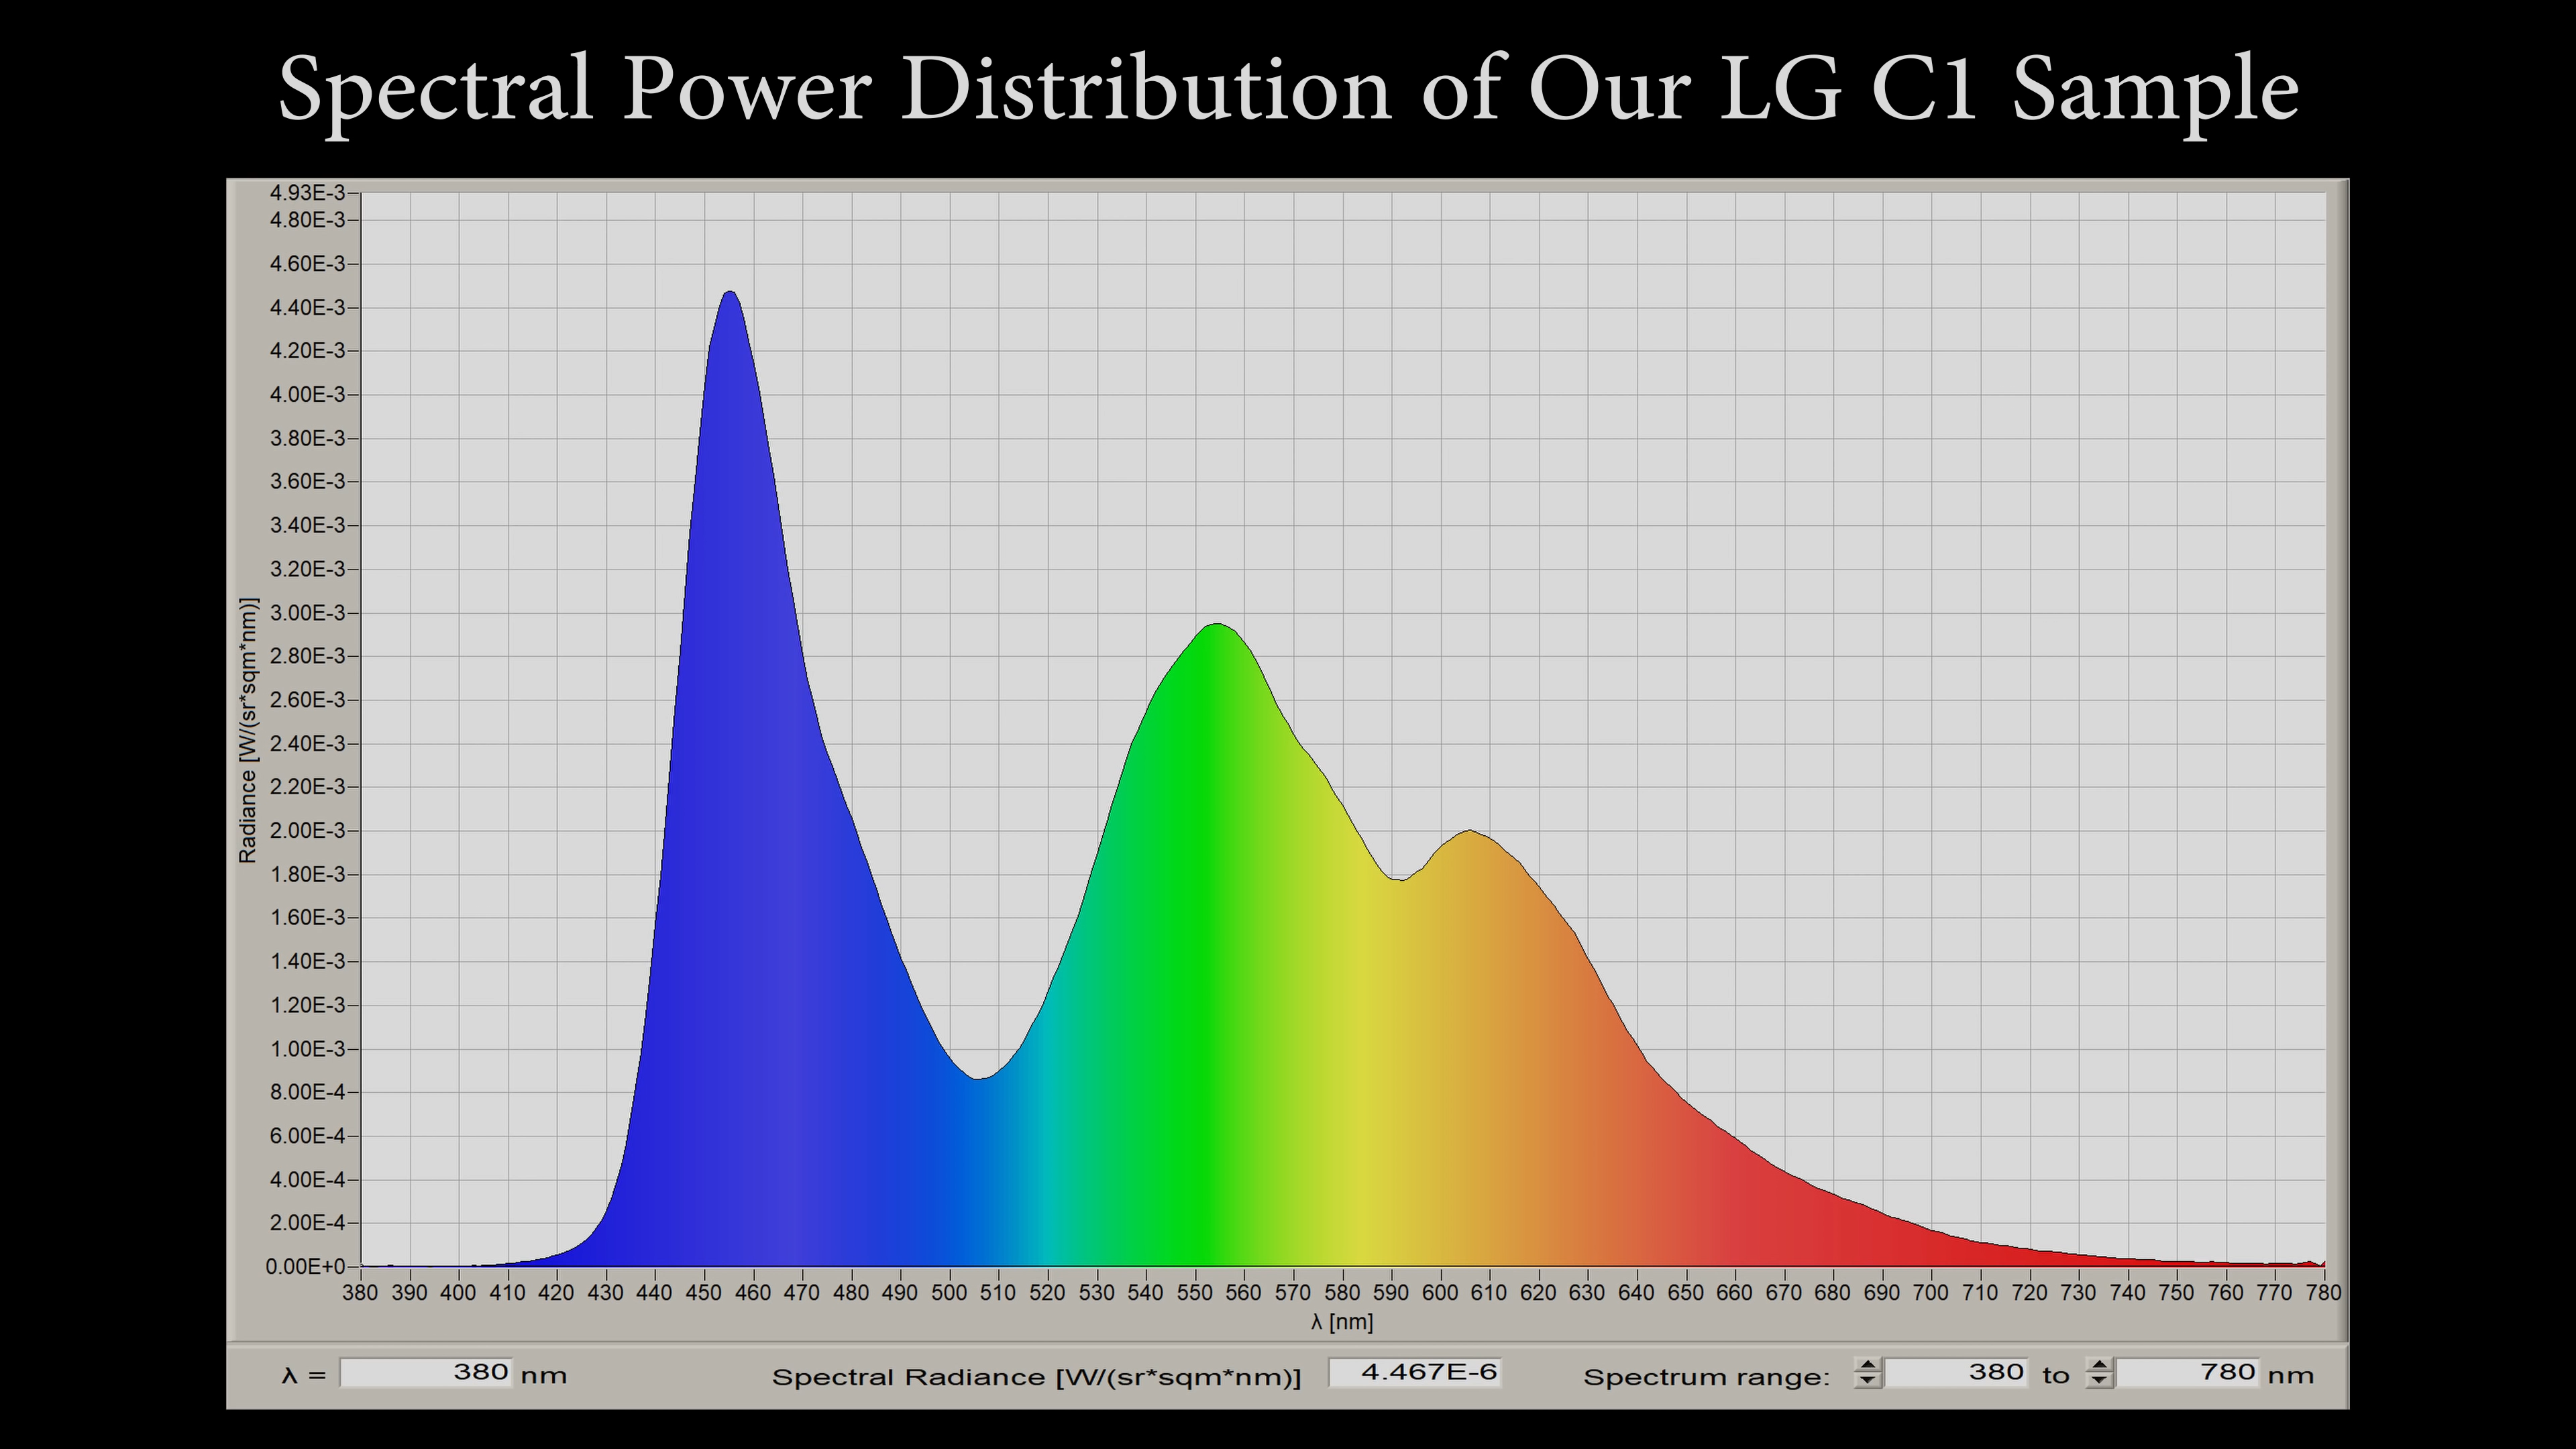 Spectral Power Distribution of Our LG C1 Sample
4.93E-3
4.80E-3
4.60E-3
4.40E-3
4.20E-3
4.00E-3
3.80E-3
3.60E-3
3.40E-3
3.20E-3
3.00E-3
2.80E-3
2.60E-3
2.40E-3
2.20E-3
2.00E-3
1.80E-3
1.60E-3
1.40E-3
1.20E-3
1.00E-3
8.00E-4
6.00E-4
4.00E-4
2.00E-4
0.00E+0
Radiance [W/(sr*sqm*nm)]
380 390 400 410 420 430 440 450 460 470 480 490 500 510 520 530 540 550 560 570 580 590 600 610 620 630 640 650 660 670 680 690 700 710 720 730 740 750 760 770 780
λ [nm]
λ = 380 nm Spectral Radiance [W/(sr*sqm*nm)] 4.467E-6 Spectrum range: 380 to 780 nm